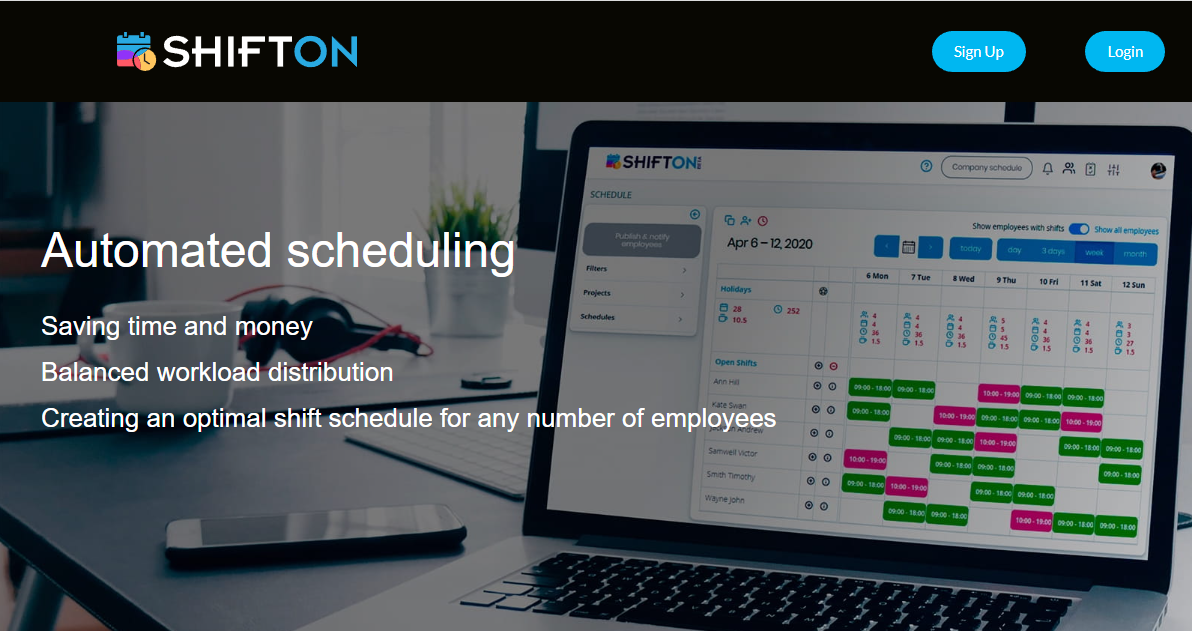 SHIFTON
Sign Up
Login
SHIFTON
Company schedule
SCHEDULE
Publish & notify
employees
Filters
Projects
Schedules
Show employees with shifts
Show all employees
Apr 6 – 12, 2020
today
day
3 days
week
month
6 Mon
7 Tue
8 Wed
9 Thu
10 Fri
11 Sat
12 Sun
Holidays
28
252
10.5
4 4 4 5 4 4 3
4 4 4 5 4 4 3
36 36 36 45 36 36 27
1.5 1.5 1.5 1.5 1.5 1.5 1.5
Open Shifts
Ann Hill
09:00 - 18:00 09:00 - 18:00 10:00 - 19:00 09:00 - 18:00 09:00 - 18:00
Kate Swan
09:00 - 18:00 10:00 - 19:00 09:00 - 18:00 09:00 - 18:00 10:00 - 19:00
Andrew
09:00 - 18:00 09:00 - 18:00 10:00 - 19:00 09:00 - 18:00 09:00 - 18:00
Samwell Victor
10:00 - 19:00 09:00 - 18:00 09:00 - 18:00 09:00 - 18:00
Smith Timothy
09:00 - 18:00 10:00 - 19:00 09:00 - 18:00 09:00 - 18:00
Wayne John
09:00 - 18:00 09:00 - 18:00 10:00 - 19:00 09:00 - 18:00 09:00 - 18:00
Automated scheduling
Saving time and money
Balanced workload distribution
Creating an optimal shift schedule for any number of employees